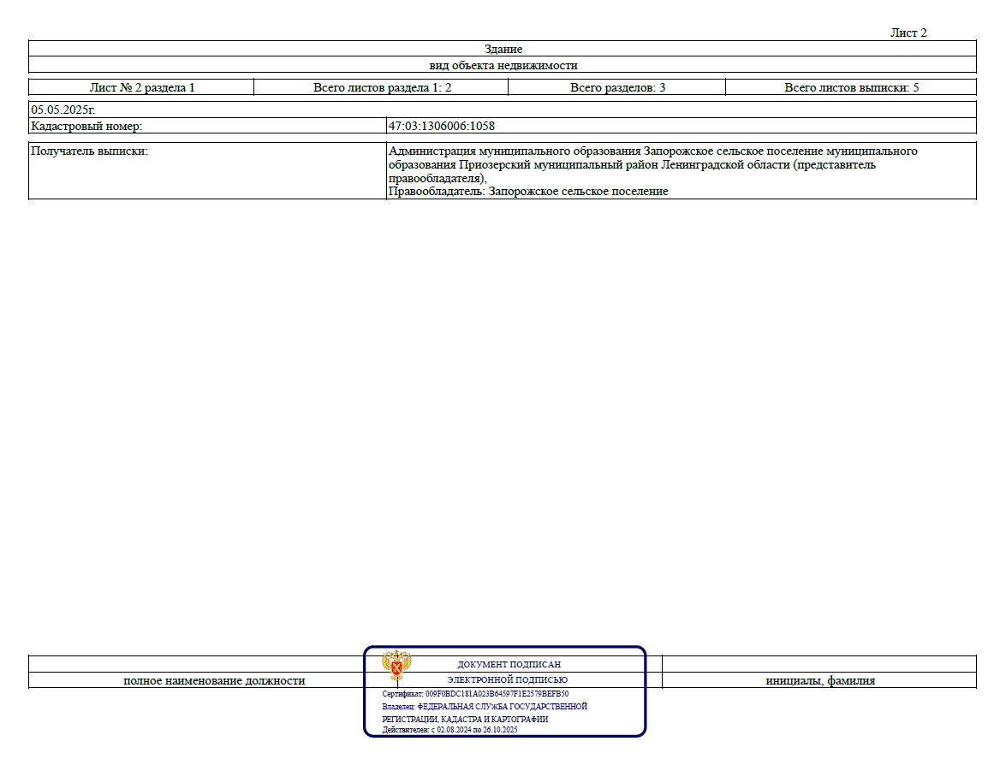 Лист 2
Здание
вид объекта недвижимости
Лист № 2 раздела 1
Всего листов раздела 1: 2
Всего разделов: 3
Всего листов выписки: 5
05.05.2025г.
Кадастровый номер:
47:03:1306006:1058
Получатель выписки:
Администрация муниципального образования Запорожское сельское поселение муниципального
образования Приозерский муниципальный район Ленинградской области (представитель
правообладателя),
Правообладатель: Запорожское сельское поселение
ДОКУМЕНТ ПОДПИСАН
ЭЛЕКТРОННОЙ ПОДПИСЬЮ
Сертификат: 009F0BDC181A023B64597F1E2579BEFB50
Владелец: ФЕДЕРАЛЬНАЯ СЛУЖБА ГОСУДАРСТВЕННОЙ
РЕГИСТРАЦИИ, КАДАСТРА И КАРТОГРАФИИ
Действителен: с 02.08.2024 по 26.10.2025
полное наименование должности
инициалы, фамилия